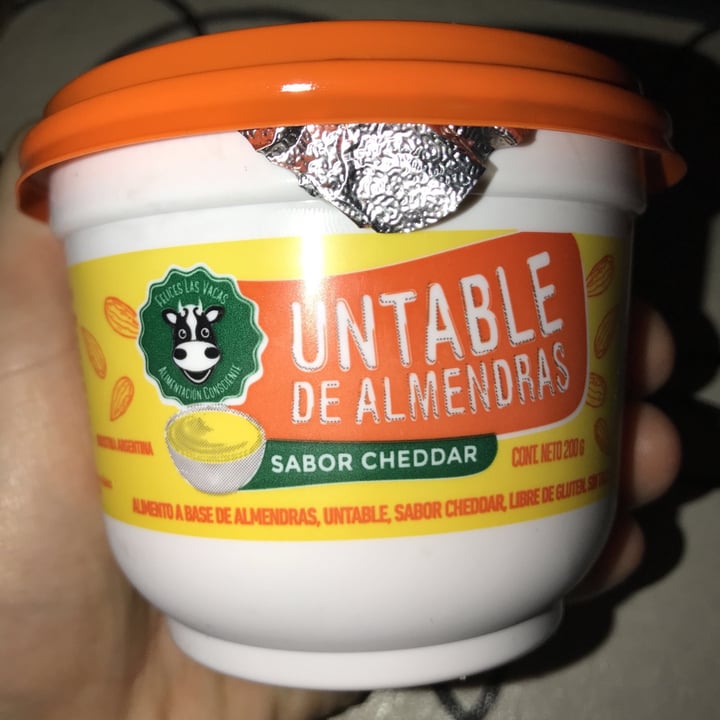 FELICES LAS VACAS
ALIMENTACIÓN CONSCIENTE
UNTABLE
DE ALMENDRAS
SABOR CHEDDAR
ARGENTINA
CONT. NETO 200 G
ALIMENTO A BASE DE ALMENDRAS, UNTABLE, SABOR CHEDDAR, LIBRE DE GLUTEN, SIN